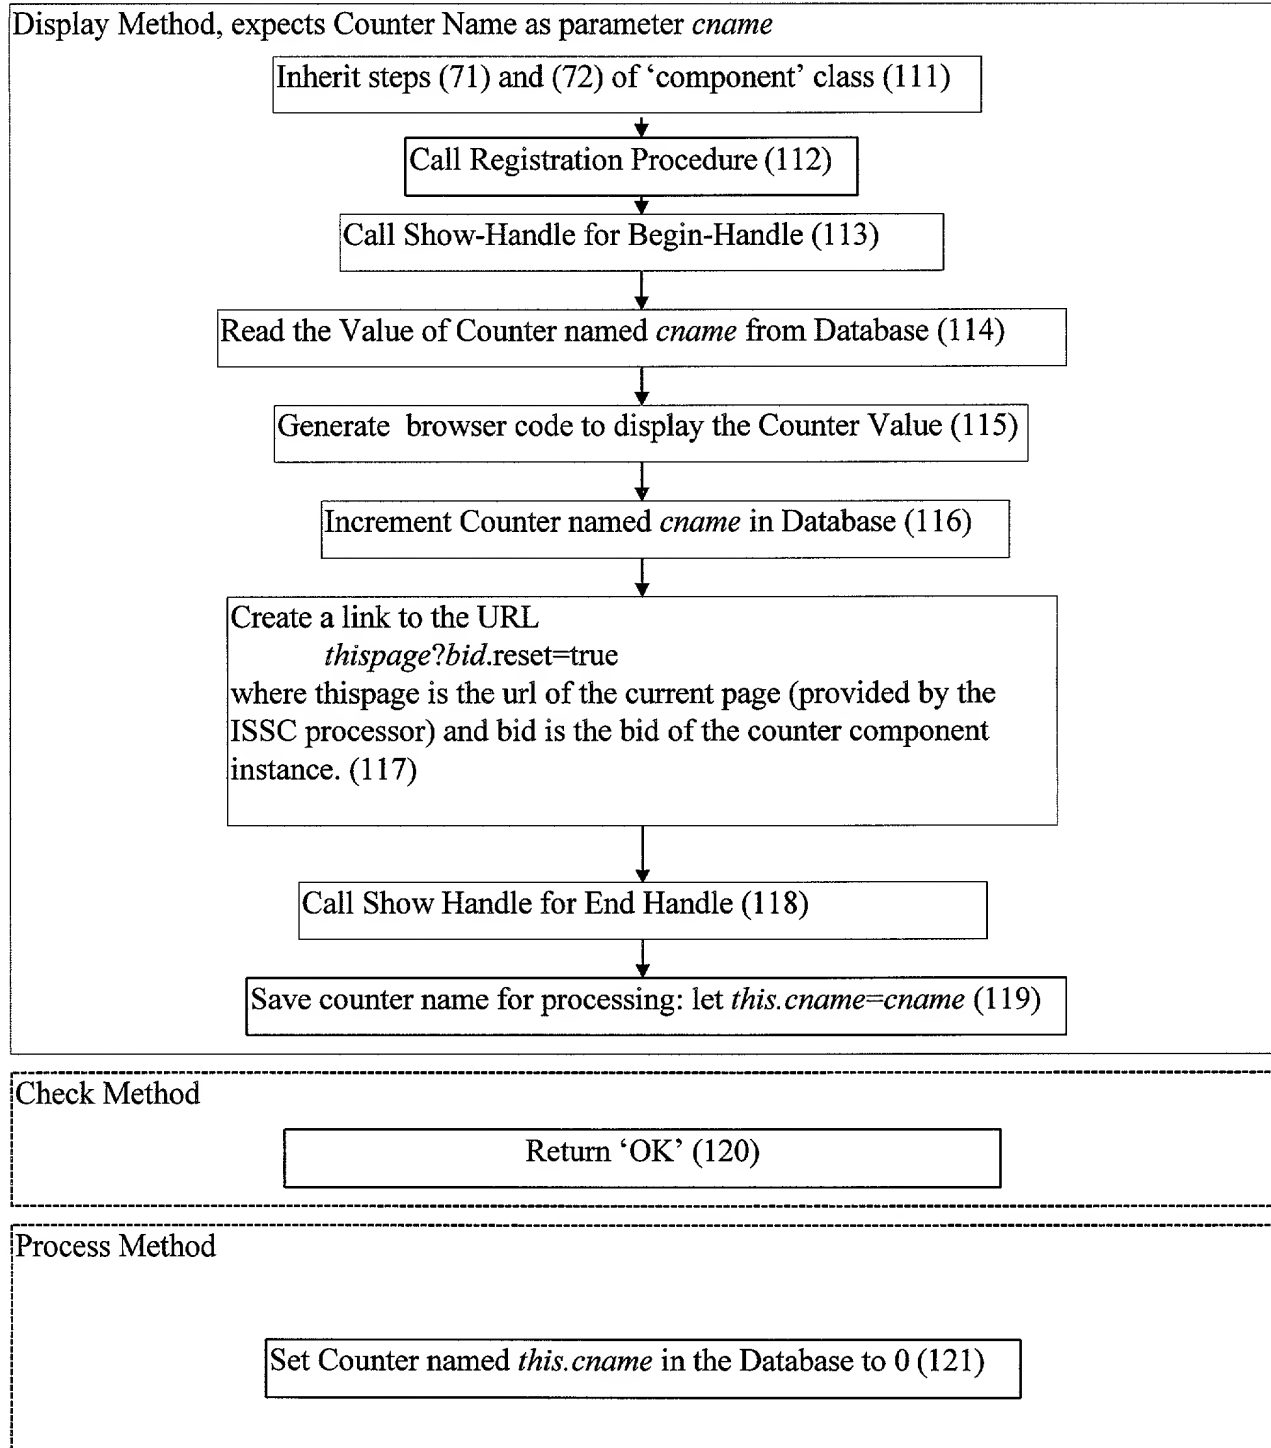 Display Method, expects Counter Name as parameter cname
Inherit steps (71) and (72) of ‘component’ class (111)
Call Registration Procedure (112)
Call Show-Handle for Begin-Handle (113)
Read the Value of Counter named cname from Database (114)
Generate browser code to display the Counter Value (115)
Increment Counter named cname in Database (116)
Create a link to the URL
thispage?bid.reset=true
where thispage is the url of the current page (provided by the
ISSC processor) and bid is the bid of the counter component
instance. (117)
Call Show Handle for End Handle (118)
Save counter name for processing: let this.cname=cname (119)
Check Method
Return ‘OK’ (120)
Process Method
Set Counter named this.cname in the Database to 0 (121)